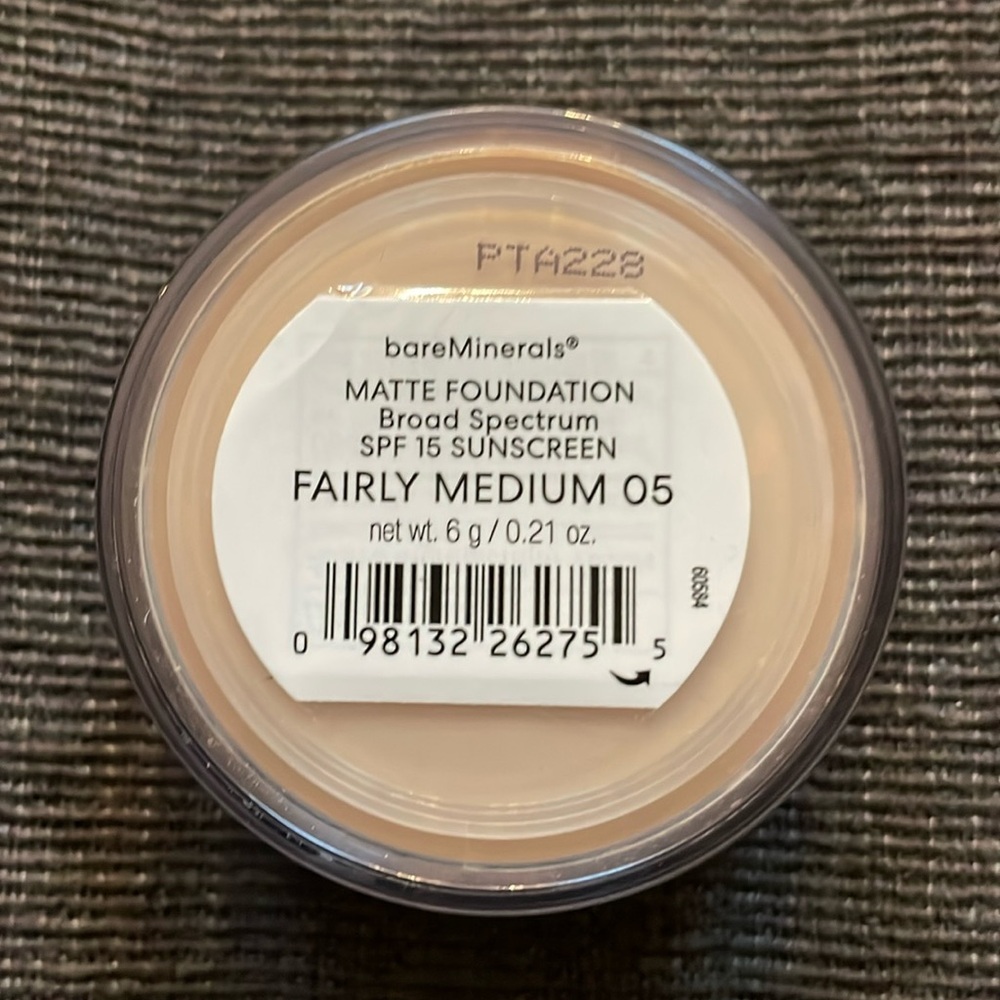 PTA228
bareMinerals®
MATTE FOUNDATION
Broad Spectrum
SPF 15 SUNSCREEN
FAIRLY MEDIUM 05
net wt. 6 g / 0.21 oz.
60584
0 98132 26275 5